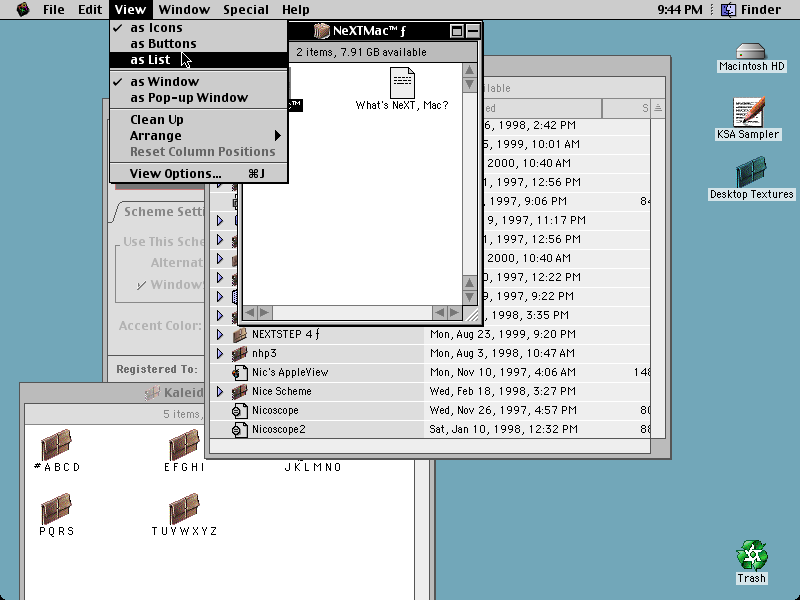 File Edit View Window Special Help 9:44 PM Finder
as Icons
as Buttons
as List
as Window
as Pop-up Window
Clean Up
Arrange
Reset Column Positions
View Options... ⌘J
NeXTMac™ ƒ
2 items, 7.91 GB available
What's NeXT, Mac?
Macintosh HD
KSA Sampler
Desktop Textures
Trash
ilable
S
6, 1998, 2:42 PM
5, 1999, 10:01 AM
2000, 10:40 AM
1, 1997, 12:56 PM
, 1997, 9:06 PM 84
9, 1997, 11:17 PM
1, 1997, 12:56 PM
2000, 10:40 AM
, 1997, 12:22 PM
, 1997, 9:22 PM
, 1998, 3:35 PM
NEXTSTEP 4 ƒ Mon, Aug 23, 1999, 9:20 PM
nhp3 Mon, Aug 3, 1998, 10:47 AM
Nic's AppleView Mon, Nov 10, 1997, 4:06 AM 148
Nice Scheme Wed, Feb 18, 1998, 3:27 PM
Nicoscope Wed, Nov 26, 1997, 4:57 PM 80
Nicoscope2 Sat, Jan 10, 1998, 12:32 PM 88
Scheme Setti
Use This Sche
Alternat
Window
Accent Color:
Registered To:
Kaleid
5 items,
#ABCD
EFGHI
JKLMNO
PQRS
TUVWXYZ